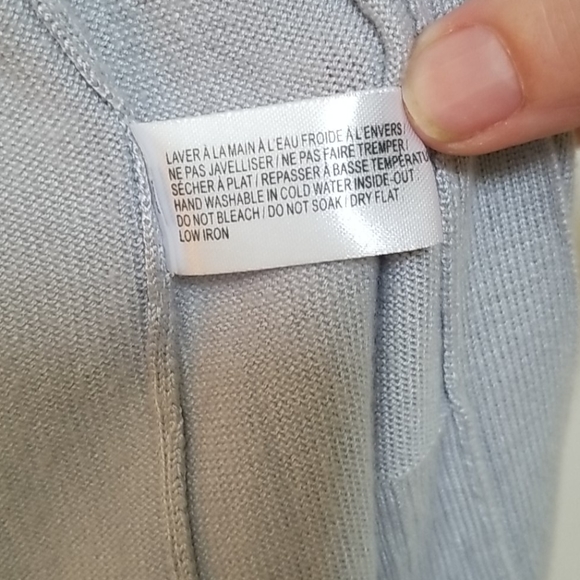 LAVER À LA MAIN À L'EAU FROIDE À L'ENVERS /
NE PAS JAVELLISER / NE PAS FAIRE TREMPER /
SÉCHER À PLAT / REPASSER À BASSE TEMPÉRATU
HAND WASHABLE IN COLD WATER INSIDE-OUT
DO NOT BLEACH / DO NOT SOAK / DRY FLAT
LOW IRON